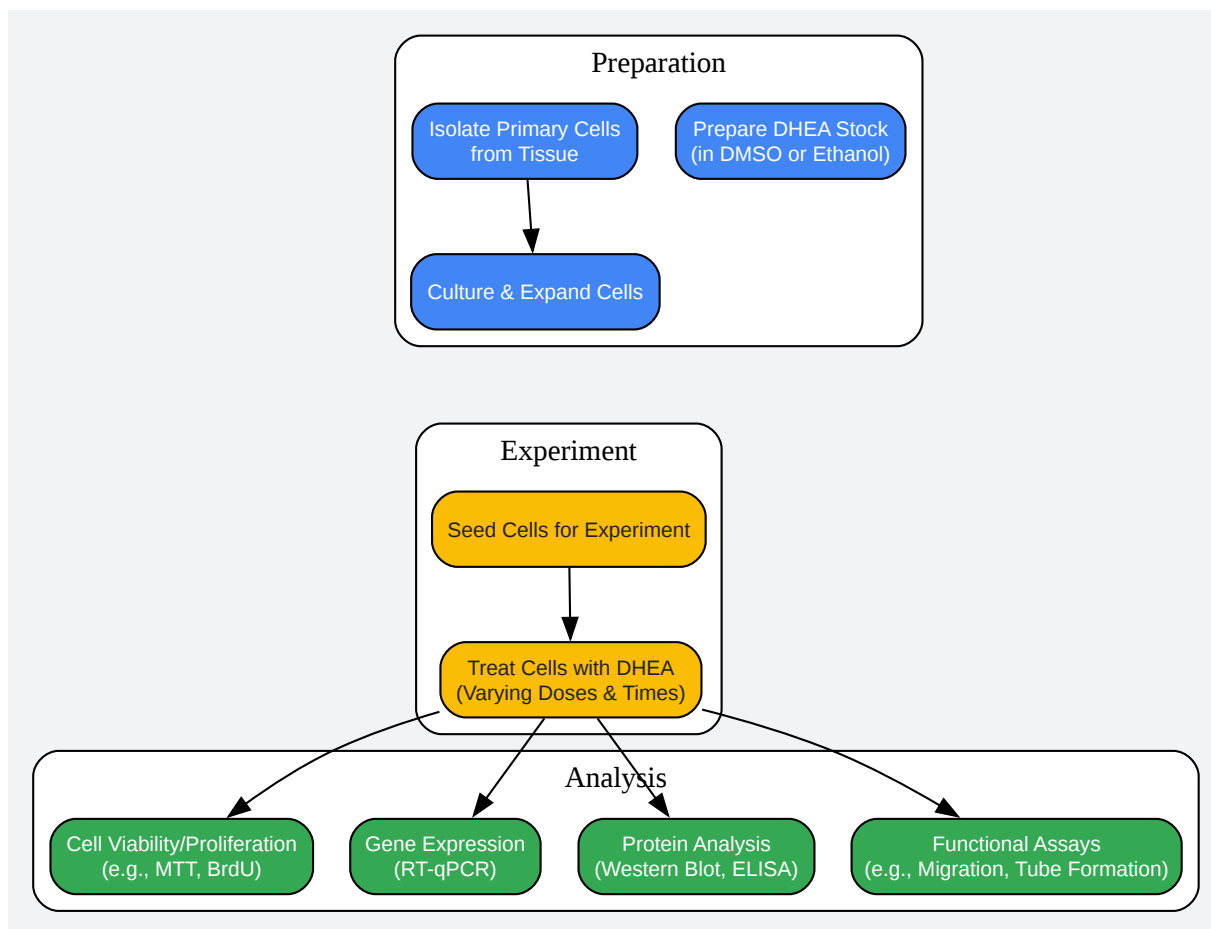 Preparation
Isolate Primary Cells
from Tissue
Prepare DHEA Stock
(in DMSO or Ethanol)
Culture & Expand Cells
Experiment
Seed Cells for Experiment
Treat Cells with DHEA
(Varying Doses & Times)
Analysis
Cell Viability/Proliferation
(e.g., MTT, BrdU)
Gene Expression
(RT-qPCR)
Protein Analysis
(Western Blot, ELISA)
Functional Assays
(e.g., Migration, Tube Formation)